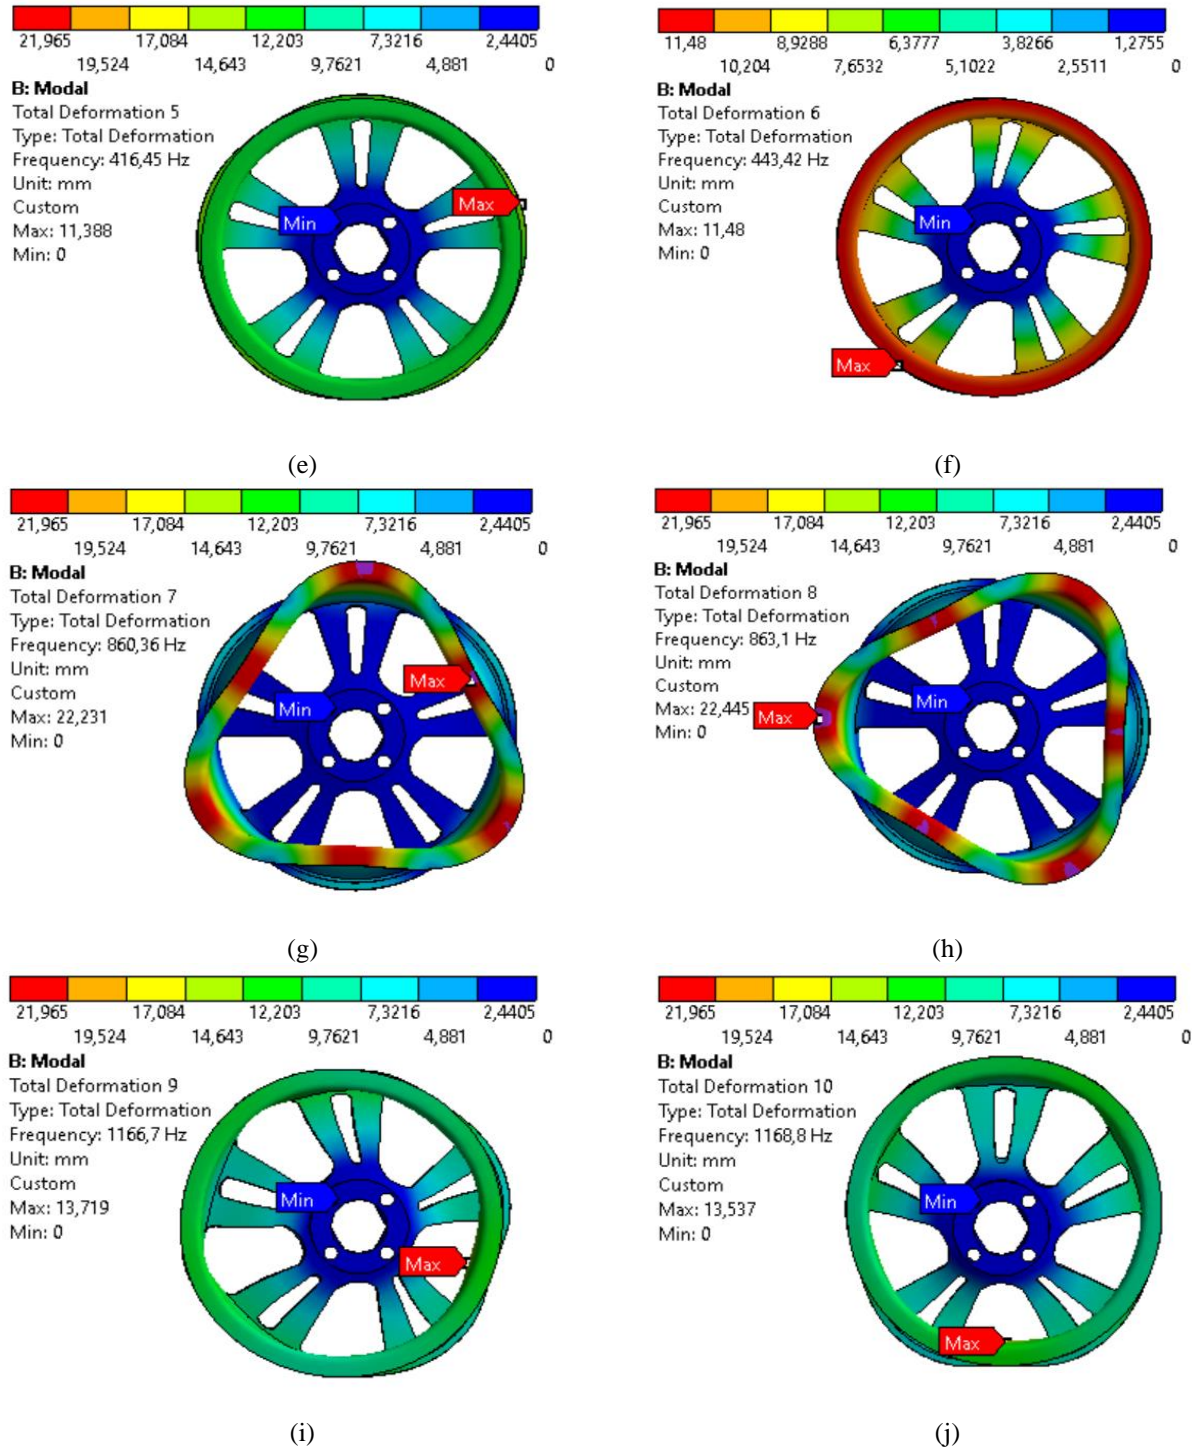 21,965 17,084 12,203 7,3216 2,4405
19,524 14,643 9,7621 4,881 0
B: Modal
Total Deformation 5
Type: Total Deformation
Frequency: 416,45 Hz
Unit: mm
Custom
Max: 11,388
Min: 0
Max
Min
(e)
11,48 8,9288 6,3777 3,8266 1,2755
10,204 7,6532 5,1022 2,5511 0
B: Modal
Total Deformation 6
Type: Total Deformation
Frequency: 443,42 Hz
Unit: mm
Custom
Max: 11,48
Min: 0
Min
Max
(f)
21,965 17,084 12,203 7,3216 2,4405
19,524 14,643 9,7621 4,881 0
B: Modal
Total Deformation 7
Type: Total Deformation
Frequency: 860,36 Hz
Unit: mm
Custom
Max: 22,231
Min: 0
Max
Min
(g)
21,965 17,084 12,203 7,3216 2,4405
19,524 14,643 9,7621 4,881 0
B: Modal
Total Deformation 8
Type: Total Deformation
Frequency: 863,1 Hz
Unit: mm
Custom
Max: 22,445
Min: 0
Min
Max
(h)
21,965 17,084 12,203 7,3216 2,4405
19,524 14,643 9,7621 4,881 0
B: Modal
Total Deformation 9
Type: Total Deformation
Frequency: 1166,7 Hz
Unit: mm
Custom
Max: 13,719
Min: 0
Min
Max
(i)
21,965 17,084 12,203 7,3216 2,4405
19,524 14,643 9,7621 4,881 0
B: Modal
Total Deformation 10
Type: Total Deformation
Frequency: 1168,8 Hz
Unit: mm
Custom
Max: 13,537
Min: 0
Min
Max
(j)